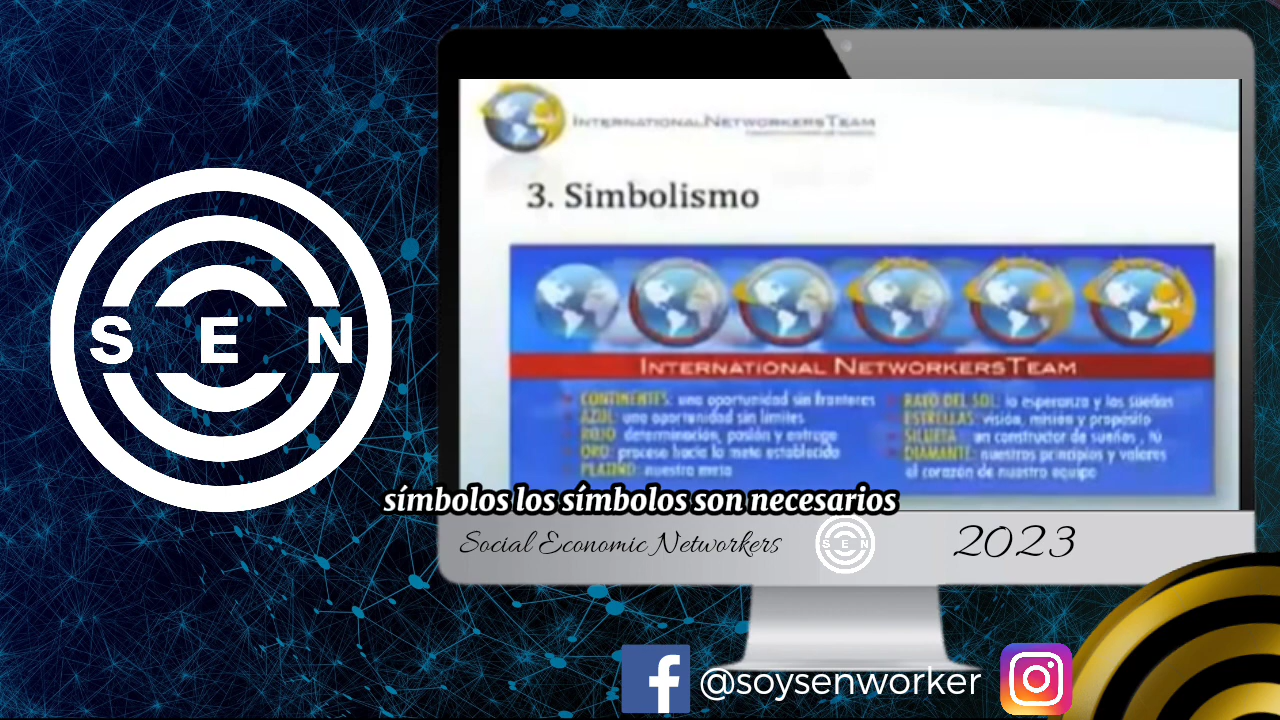 SEN
INTERNATIONALNETWORKERSTEAM
3. Simbolismo
INTERNATIONAL NETWORKERSTEAM
CONTINENTES: una oportunidad sin fronteras
AZUL: una oportunidad sin limites
ROJO: determinación, pasión y entrega
ORO: proceso hacia la meta establecida
PLATINO: nuestra meta
RAYO DEL SOL: la esperanza y los sueños
ESTRELLAS: visión, misión y propósito
SILUETA: un constructor de sueños , tú
DIAMANTE: nuestros principios y valores
el corazón de nuestro equipo
símbolos los símbolos son necesarios
Social Economic Networkers
SEN
2023
@soysenworker